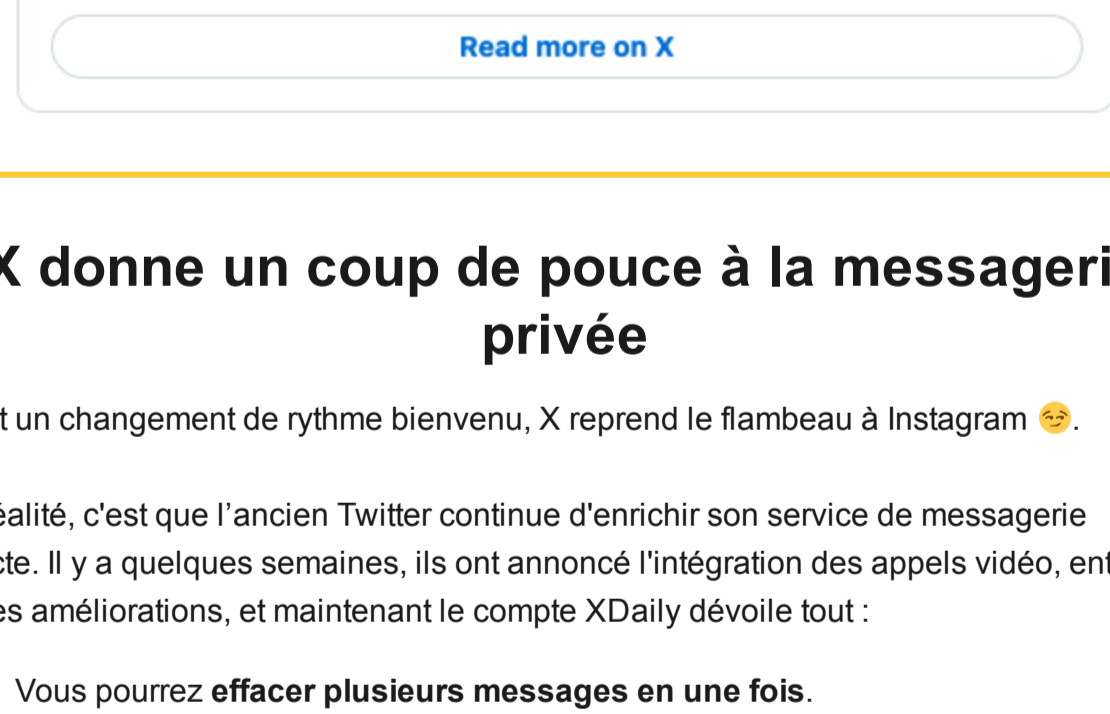 Read more on X
X donne un coup de pouce à la messageri
privée
t un changement de rythme bienvenu, X reprend le flambeau à Instagram 😏.
éalité, c'est que l’ancien Twitter continue d'enrichir son service de messagerie
cte. Il y a quelques semaines, ils ont annoncé l'intégration des appels vidéo, ent
es améliorations, et maintenant le compte XDaily dévoile tout :
Vous pourrez effacer plusieurs messages en une fois.